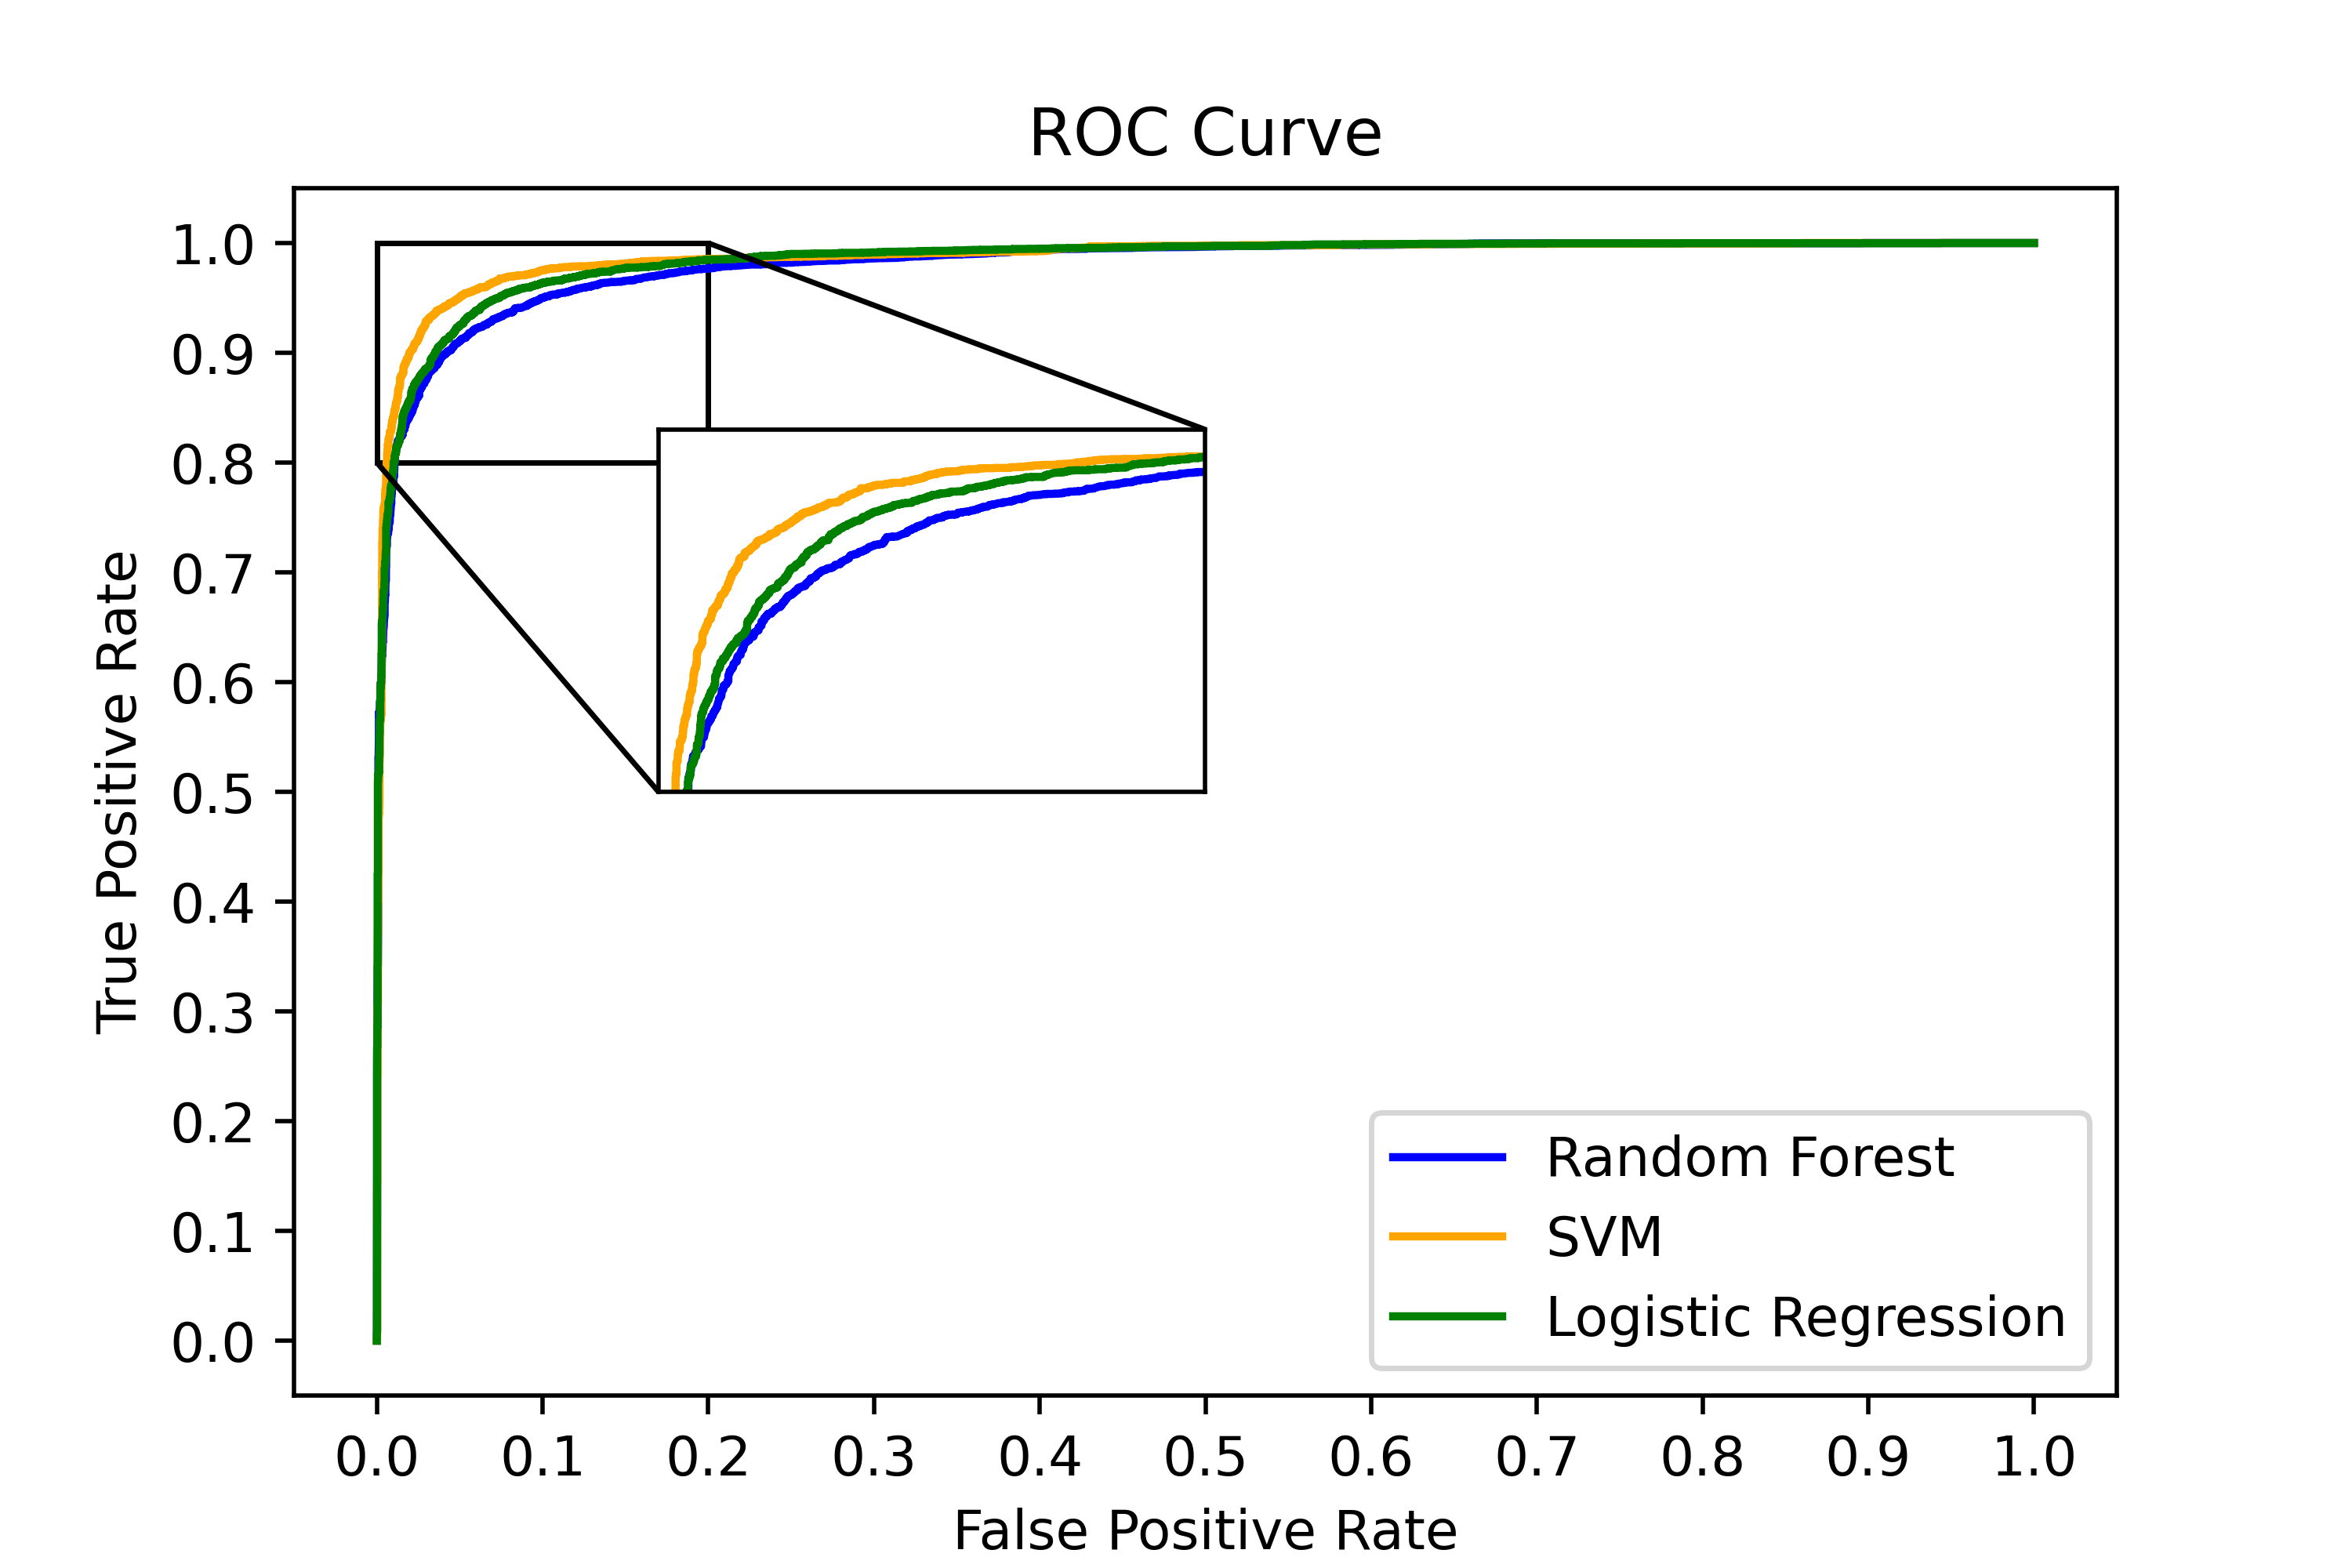 ROC Curve
True Positive Rate
1.0
0.9
0.8
0.7
0.6
0.5
0.4
0.3
0.2
0.1
0.0
Random Forest
SVM
Logistic Regression
0.0 0.1 0.2 0.3 0.4 0.5 0.6 0.7 0.8 0.9 1.0
False Positive Rate